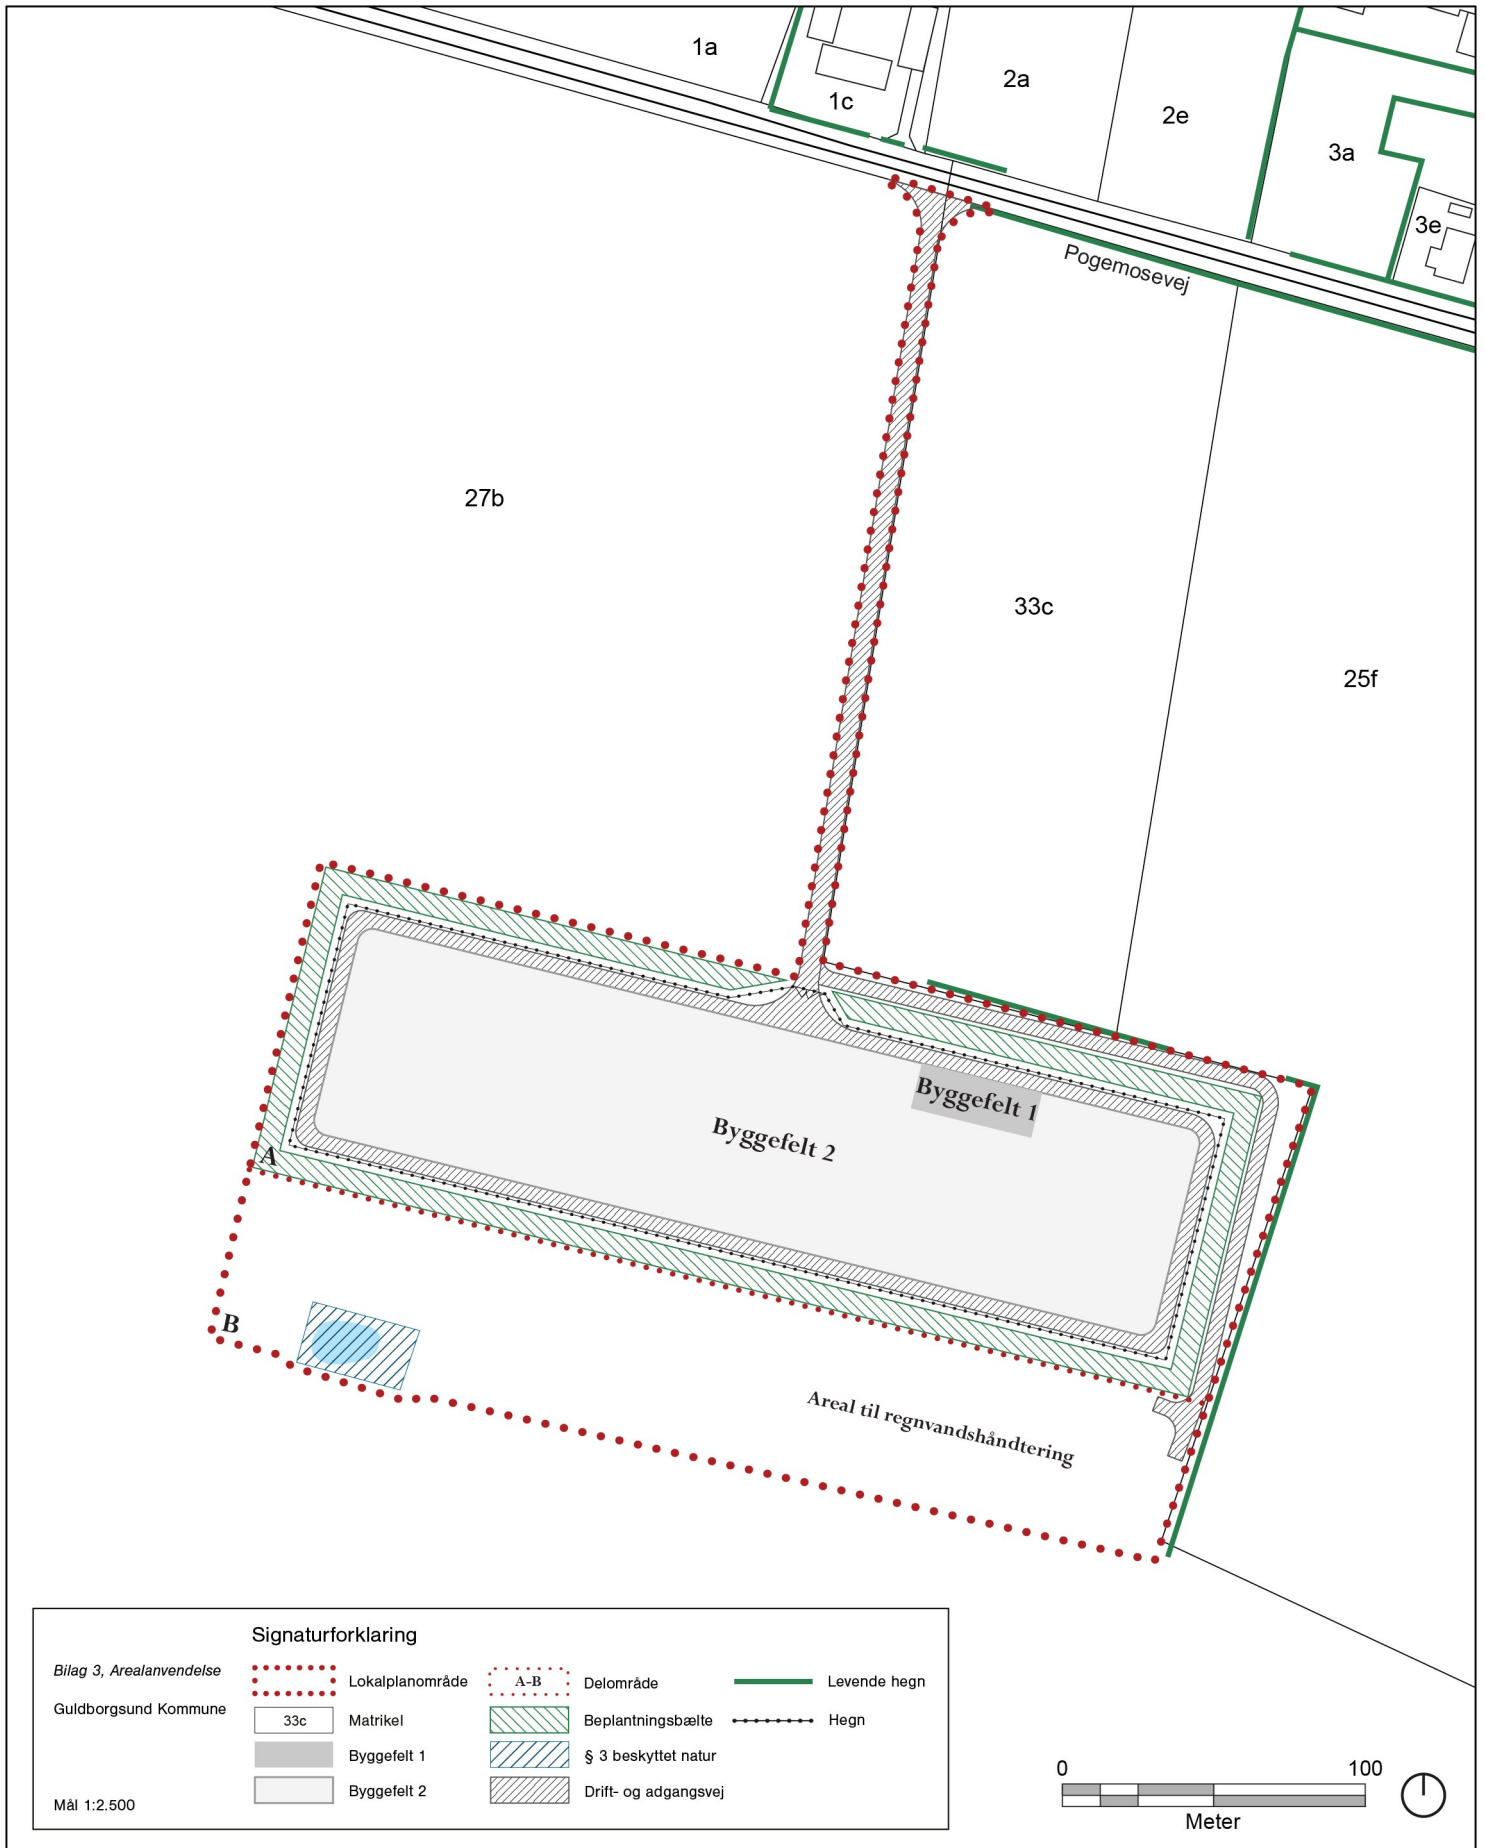 1a
1c
2a
2e
3a
3e
Pogemosevej
27b
33c
25f
Byggefelt 1
Byggefelt 2
A
B
Areal til regnvandshåndtering
Signaturforklaring
Bilag 3, Arealanvendelse
Guldborgsund Kommune
Mål 1:2.500
Lokalplanområde
33c Matrikel
Byggefelt 1
Byggefelt 2
A-B Delområde
Beplantningsbælte
§ 3 beskyttet natur
Drift- og adgangsvej
Levende hegn
Hegn
0 100
Meter